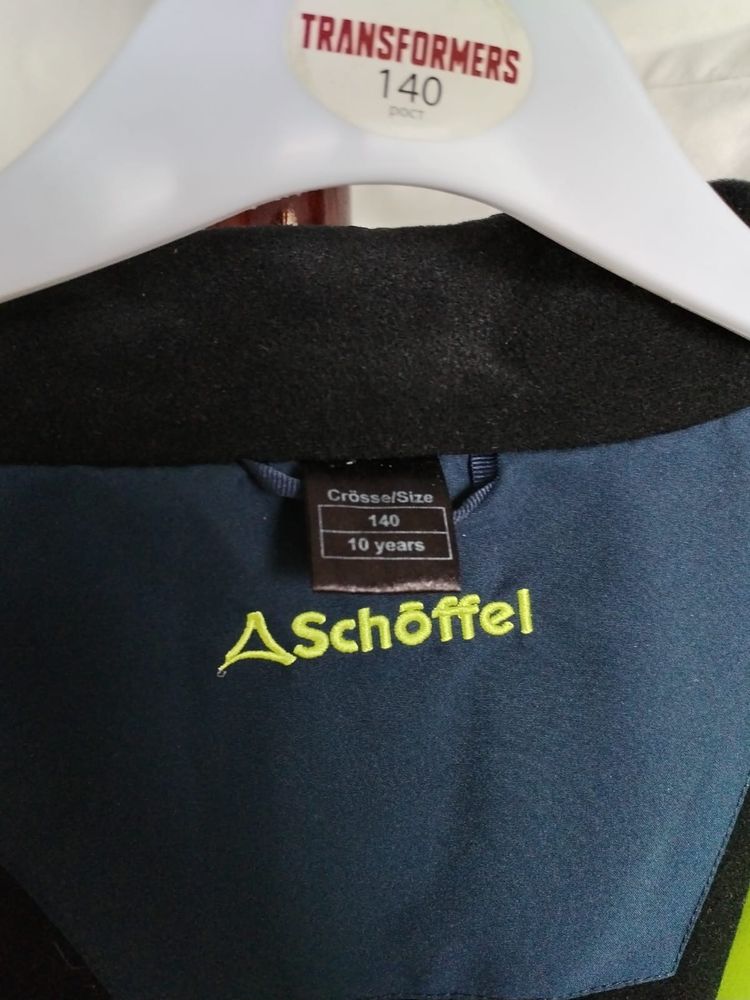 TRANSFORMERS
140
рост
Crösse/Size
140
10 years
Schöffel